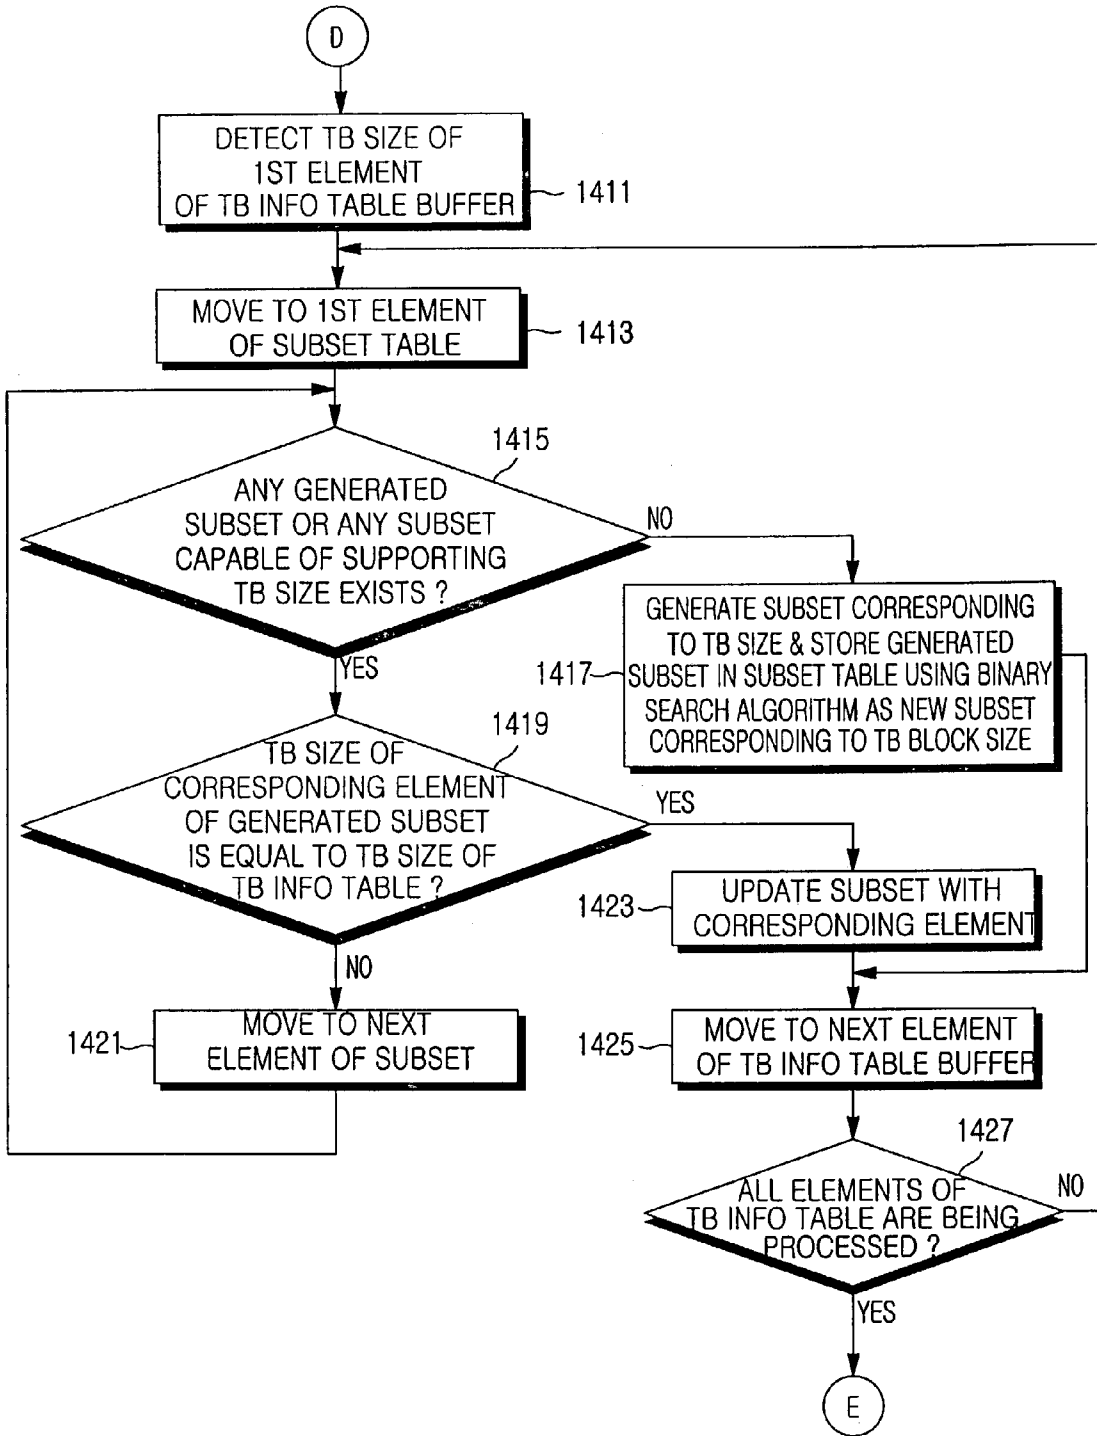 D
DETECT TB SIZE OF
1ST ELEMENT
OF TB INFO TABLE BUFFER
1411
MOVE TO 1ST ELEMENT
OF SUBSET TABLE
1413
1415
ANY GENERATED
SUBSET OR ANY SUBSET
CAPABLE OF SUPPORTING
TB SIZE EXISTS ?
NO
YES
GENERATE SUBSET CORRESPONDING
TO TB SIZE & STORE GENERATED
SUBSET IN SUBSET TABLE USING BINARY
SEARCH ALGORITHM AS NEW SUBSET
CORRESPONDING TO TB BLOCK SIZE
1417
1419
TB SIZE OF
CORRESPONDING ELEMENT
OF GENERATED SUBSET
IS EQUAL TO TB SIZE OF
TB INFO TABLE ?
YES
NO
1423
UPDATE SUBSET WITH
CORRESPONDING ELEMENT
1421
MOVE TO NEXT
ELEMENT OF SUBSET
1425
MOVE TO NEXT ELEMENT
OF TB INFO TABLE BUFFER
1427
ALL ELEMENTS OF
TB INFO TABLE ARE BEING
PROCESSED ?
NO
YES
E